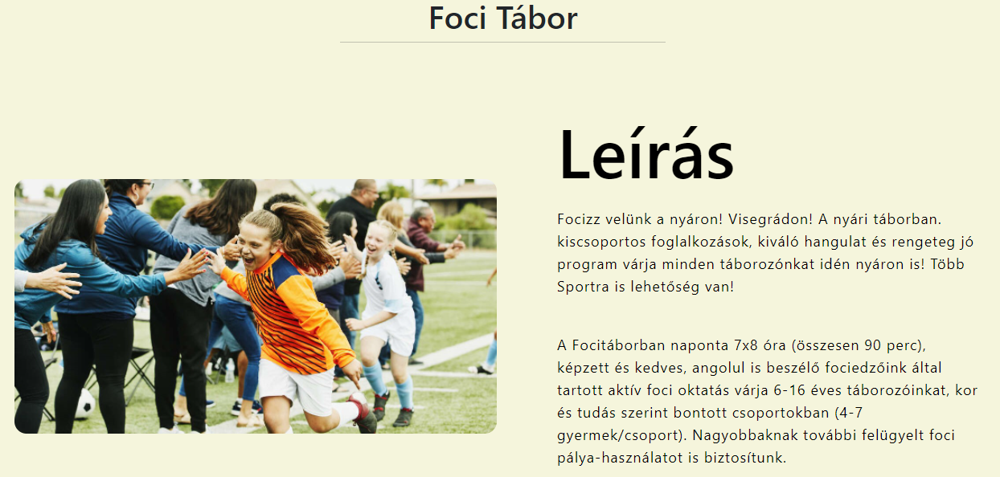 Foci Tábor
Leírás
Focizz velünk a nyáron! Visegrádon! A nyári táborban.
kiscsoportos foglalkozások, kiváló hangulat és rengeteg jó
program várja minden táborozónkat idén nyáron is! Több
Sportra is lehetőség van!
A Focitáborban naponta 7x8 óra (összesen 90 perc),
képzett és kedves, angolul is beszélő fociedzőink által
tartott aktív foci oktatás várja 6-16 éves táborozóinkat, kor
és tudás szerint bontott csoportokban (4-7
gyermek/csoport). Nagyobbaknak további felügyelt foci
pálya-használatot is biztosítunk.